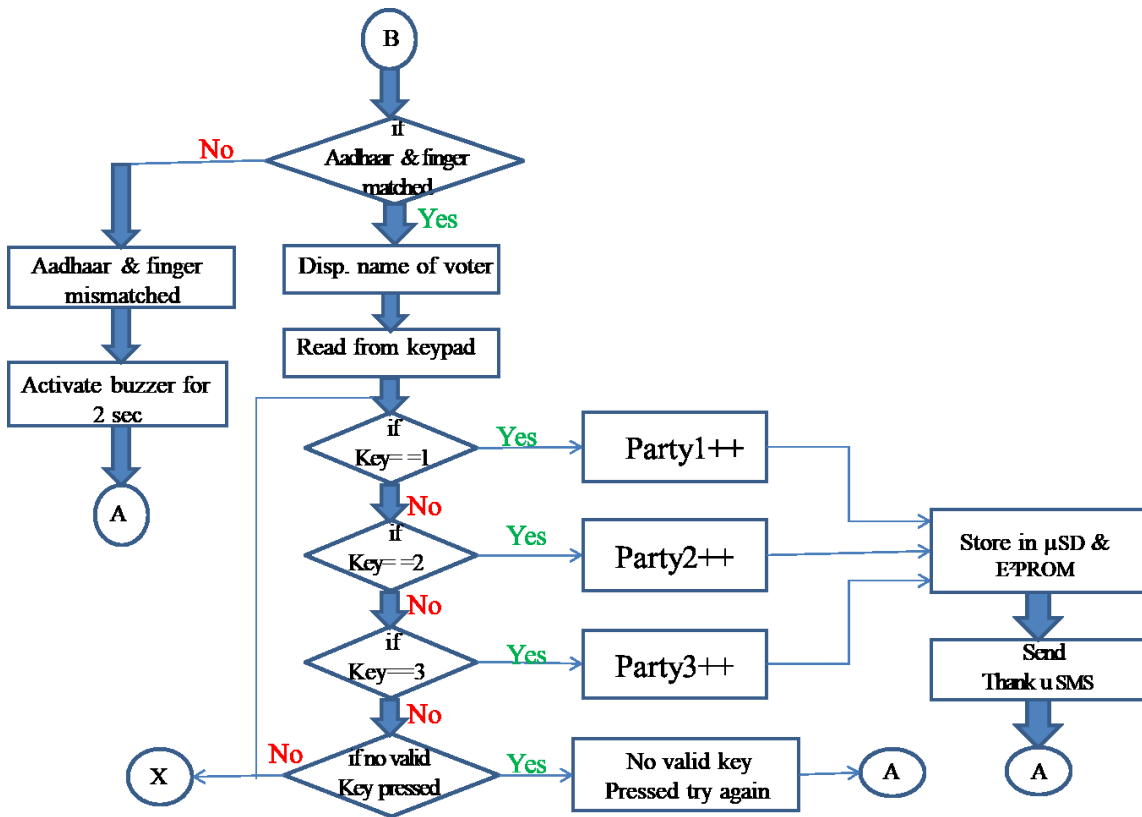 B
if
Aadhaar & finger
matched
No
Yes
Aadhaar & finger
mismatched
Disp. name of voter
Read from keypad
Activate buzzer for
2 sec
A
if
Key= =1
Yes
Party1++
No
if
Key= =2
Yes
Party2++
No
if
Key==3
Yes
Party3++
No
Store in µSD &
E²PROM
Send
Thank u SMS
A
if no valid
Key pressed
No
X
Yes
No valid key
Pressed try again
A